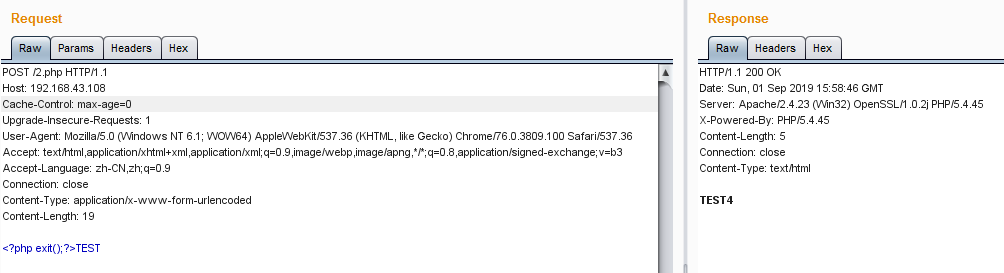 Request
Raw Params Headers Hex
POST /2.php HTTP/1.1
Host: 192.168.43.108
Cache-Control: max-age=0
Upgrade-Insecure-Requests: 1
User-Agent: Mozilla/5.0 (Windows NT 6.1; WOW64) AppleWebKit/537.36 (KHTML, like Gecko) Chrome/76.0.3809.100 Safari/537.36
Accept: text/html,application/xhtml+xml,application/xml;q=0.9,image/webp,image/apng,*/*;q=0.8,application/signed-exchange;v=b3
Accept-Language: zh-CN,zh;q=0.9
Connection: close
Content-Type: application/x-www-form-urlencoded
Content-Length: 19
<?php exit();?>TEST
Response
Raw Headers Hex
HTTP/1.1 200 OK
Date: Sun, 01 Sep 2019 15:58:46 GMT
Server: Apache/2.4.23 (Win32) OpenSSL/1.0.2j PHP/5.4.45
X-Powered-By: PHP/5.4.45
Content-Length: 5
Connection: close
Content-Type: text/html
TEST4